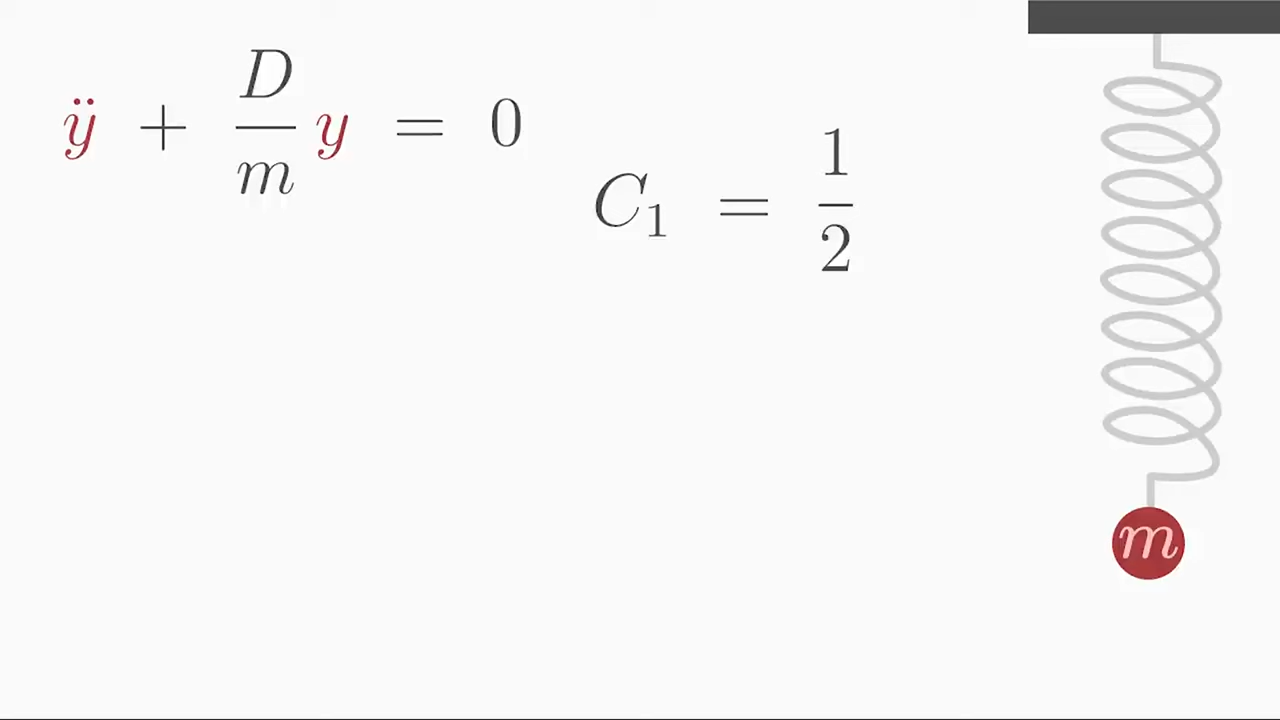 ÿ + D/m y = 0
C₁ = 1/2
m